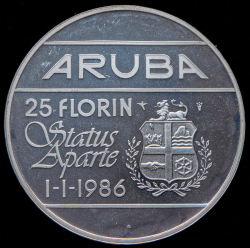 ARUBA
25 FLORIN
Status
Aparte
1-1-1986